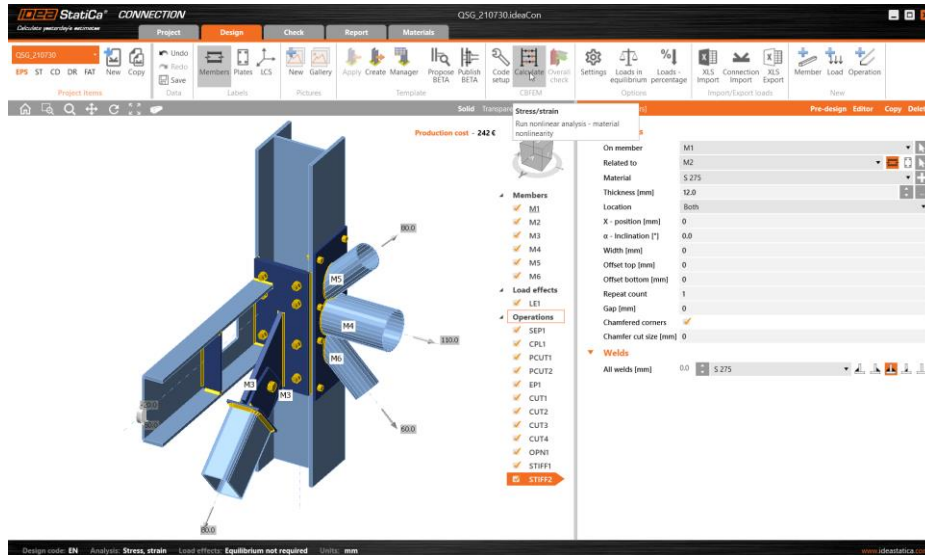 IDEA StatiCa® CONNECTION
QSG_210730.ideaCon
Calculate yesterday's estimates
Project
Design
Check
Report
Materials
QSG_210730
EPS ST CD DR FAT
New
Copy
Project items
Undo
Redo
Save
Data
Members
Plates
LCS
Labels
New
Gallery
Pictures
Apply
Create
Manager
Template
Propose BETA
Publish BETA
Code setup
Calculate
Overall check
CBFEM
Settings
Loads in equilibrium
Loads - percentage
Options
XLS Import
Connection Import
XLS Export
Import/Export loads
Member
Load
Operation
New
Solid
Pre-design
Editor
Copy
Stress/strain
Run nonlinear analysis - material
nonlinearity
Production cost - 242 €
Members
M1
M2
M3
M4
M5
M6
Load effects
LE1
Operations
SEP1
CPL1
PCUT1
PCUT2
EP1
CUT1
CUT2
CUT3
CUT4
OPN1
STIFF1
STIFF2
80.0
M5
M4
110.0
M6
M3
M3
60.0
80.0
On member M1
Related to M2
Material S 275
Thickness [mm] 12.0
Location Both
X - position [mm] 0
α - Inclination [°] 0.0
Width [mm] 0
Offset top [mm] 0
Offset bottom [mm] 0
Repeat count 1
Gap [mm] 0
Chamfered corners
Chamfer cut size [mm] 0
Welds
All welds [mm] 0.0 S 275
Design code: EN Analysis: Stress, strain Load effects: Equilibrium not required Units: mm